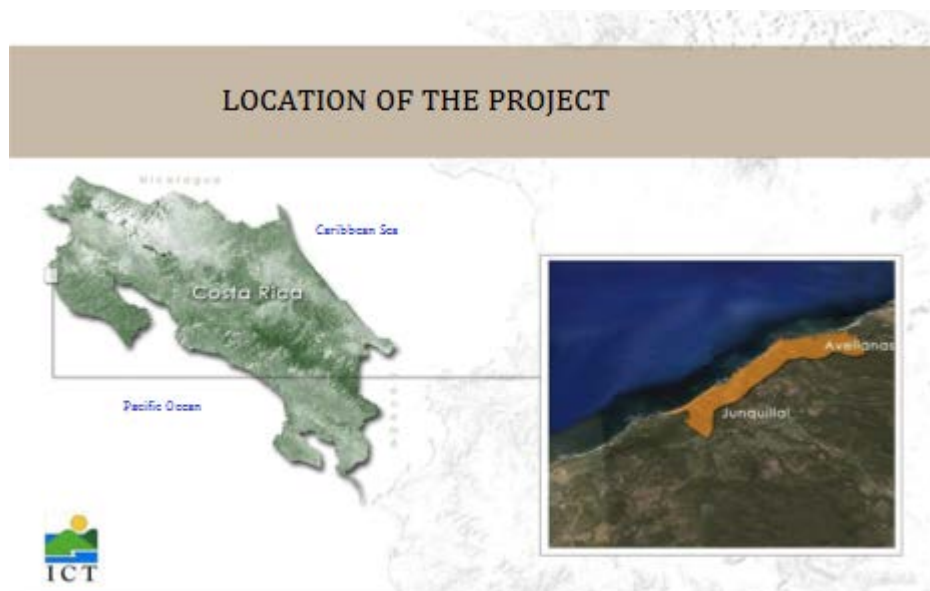 LOCATION OF THE PROJECT
Nicaragua
Caribbean Sea
Costa Rica
Avellanas
Pacific Ocean
Junquillal
ICT